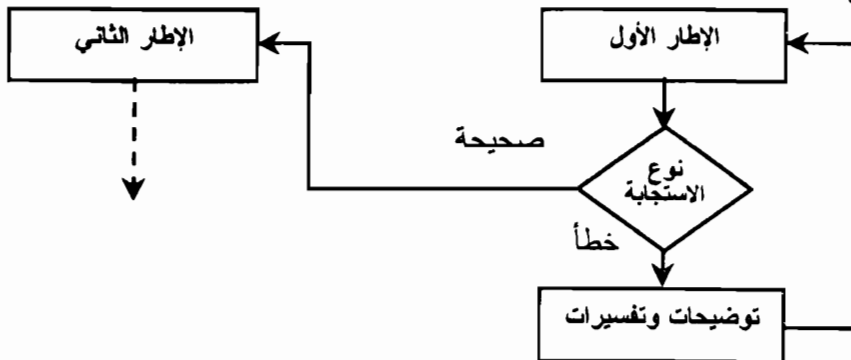 الإطار الأول
الإطار الثاني
صحيحة
نوع
الاستجابة
خطأ
توضيحات وتفسيرات